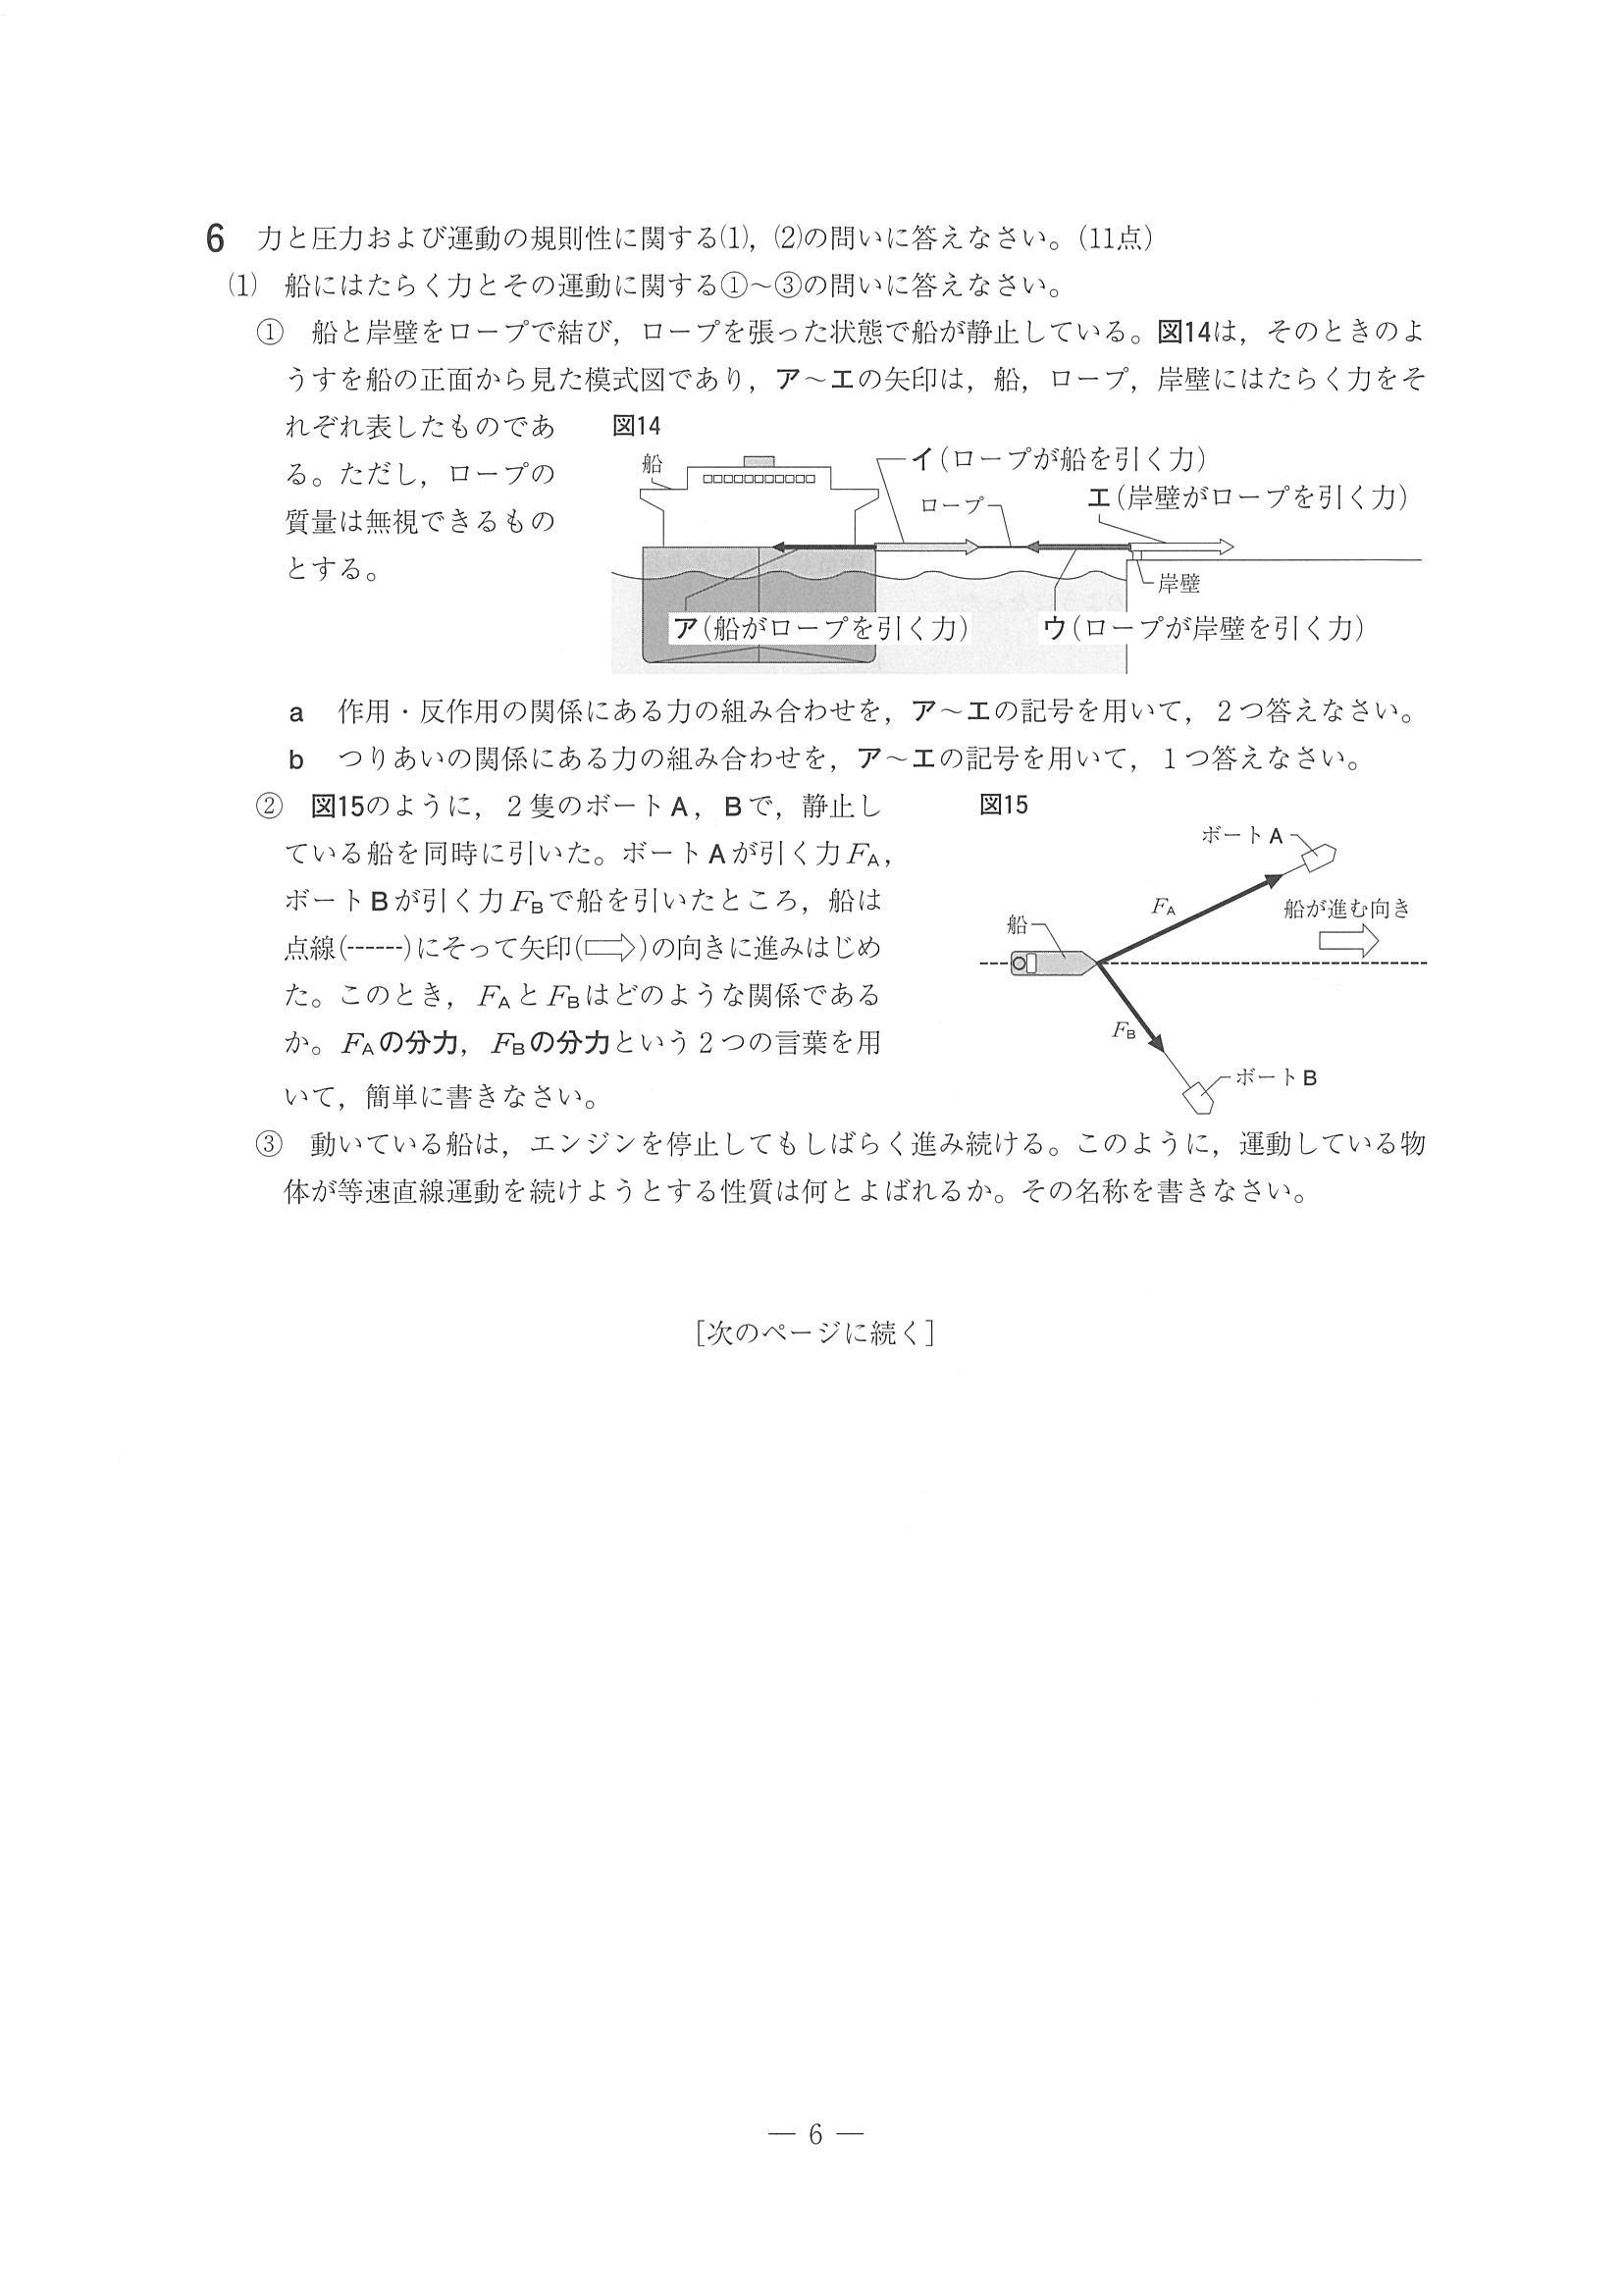 6 力と圧力および運動の規則性に関する⑴，⑵の問いに答えなさい。（11点）
⑴ 船にはたらく力とその運動に関する①～③の問いに答えなさい。
① 船と岸壁をロープで結び，ロープを張った状態で船が静止している。図14は，そのときのよ
うすを船の正面から見た模式図であり，ア～エの矢印は，船，ロープ，岸壁にはたらく力をそ
れぞれ表したものであ
る。ただし，ロープの
質量は無視できるもの
とする。
図14
船
イ（ロープが船を引く力）
ロープ
エ（岸壁がロープを引く力）
岸壁
ア（船がロープを引く力）
ウ（ロープが岸壁を引く力）
a 作用・反作用の関係にある力の組み合わせを，ア～エの記号を用いて，２つ答えなさい。
b つりあいの関係にある力の組み合わせを，ア～エの記号を用いて，１つ答えなさい。
② 図15のように，２隻のボートA，Bで，静止し
ている船を同時に引いた。ボートAが引く力FA，
ボートBが引く力FBで船を引いたところ，船は
点線（------）にそって矢印（⇨）の向きに進みはじめ
た。このとき，FAとFBはどのような関係である
か。FAの分力，FBの分力という２つの言葉を用
いて，簡単に書きなさい。
図15
ボートA
FA
船が進む向き
船
FB
ボートB
③ 動いている船は，エンジンを停止してもしばらく進み続ける。このように，運動している物
体が等速直線運動を続けようとする性質は何とよばれるか。その名称を書きなさい。
［次のページに続く］
— 6 —